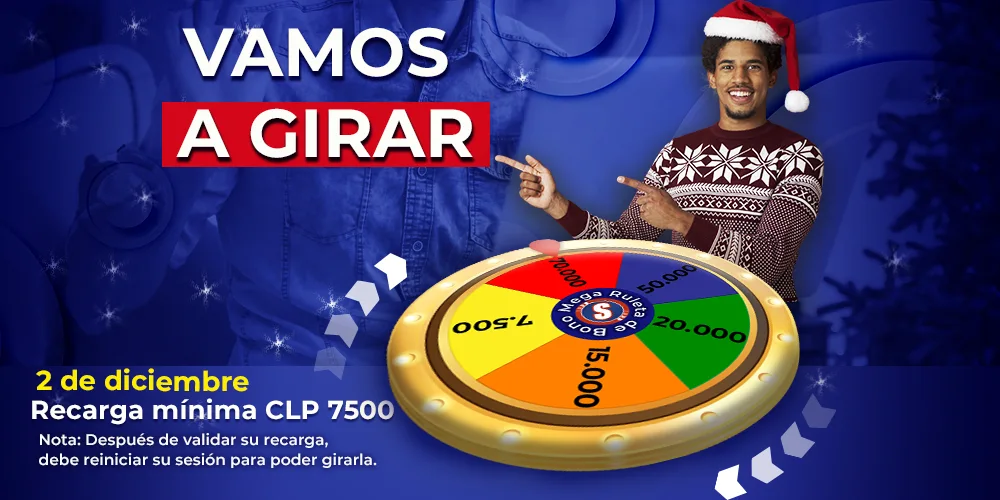 VAMOS
A GIRAR
70.000
50.000
7.500
20.000
15.000
Mega Ruleta
de Bono
S
2 de diciembre
Recarga mínima CLP 7500
Nota: Después de validar su recarga,
debe reiniciar su sesión para poder girarla.